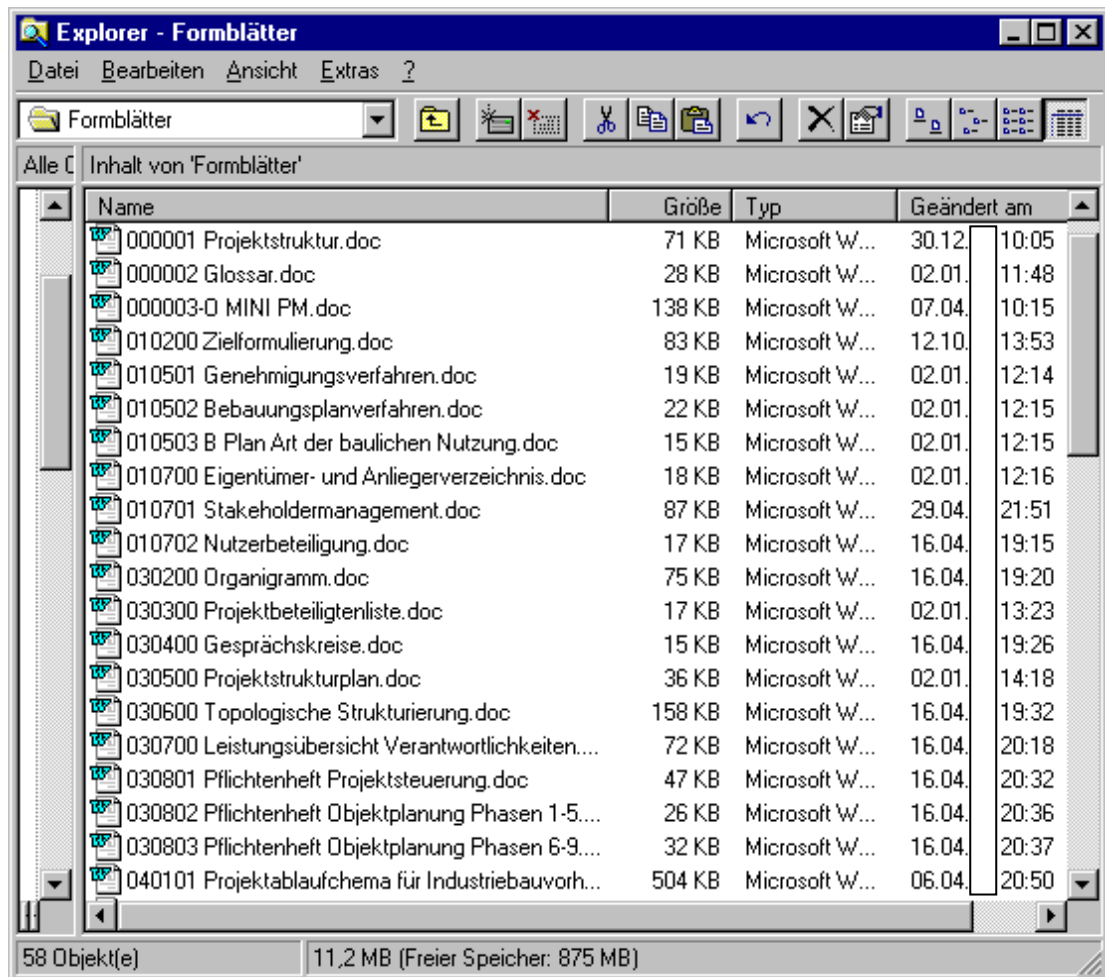 Explorer - Formblätter
Datei Bearbeiten Ansicht Extras ?
Formblätter
Alle O Inhalt von 'Formblätter'
Name Größe Typ Geändert am
000001 Projektstruktur.doc 71 KB Microsoft W... 30.12. 10:05
000002 Glossar.doc 28 KB Microsoft W... 02.01. 11:48
000003-O MINI PM.doc 138 KB Microsoft W... 07.04. 10:15
010200 Zielformulierung.doc 83 KB Microsoft W... 12.10. 13:53
010501 Genehmigungsverfahren.doc 19 KB Microsoft W... 02.01. 12:14
010502 Bebauungsplanverfahren.doc 22 KB Microsoft W... 02.01. 12:15
010503 B Plan Art der baulichen Nutzung.doc 15 KB Microsoft W... 02.01. 12:15
010700 Eigentümer- und Anliegerverzeichnis.doc 18 KB Microsoft W... 02.01. 12:16
010701 Stakeholdermanagement.doc 87 KB Microsoft W... 29.04. 21:51
010702 Nutzerbeteiligung.doc 17 KB Microsoft W... 16.04. 19:15
030200 Organigramm.doc 75 KB Microsoft W... 16.04. 19:20
030300 Projektbeteiligtenliste.doc 17 KB Microsoft W... 02.01. 13:23
030400 Gesprächskreise.doc 15 KB Microsoft W... 16.04. 19:26
030500 Projektstrukturplan.doc 36 KB Microsoft W... 02.01. 14:18
030600 Topologische Strukturierung.doc 158 KB Microsoft W... 16.04. 19:32
030700 Leistungsübersicht Verantwortlichkeiten.... 72 KB Microsoft W... 16.04. 20:18
030801 Pflichtenheft Projektsteuerung.doc 47 KB Microsoft W... 16.04. 20:32
030802 Pflichtenheft Objektplanung Phasen 1-5.... 26 KB Microsoft W... 16.04. 20:36
030803 Pflichtenheft Objektplanung Phasen 6-9.... 32 KB Microsoft W... 16.04. 20:37
040101 Projektablaufchema für Industriebauvorh... 504 KB Microsoft W... 06.04. 20:50
58 Objekt(e) 11,2 MB (Freier Speicher: 875 MB)